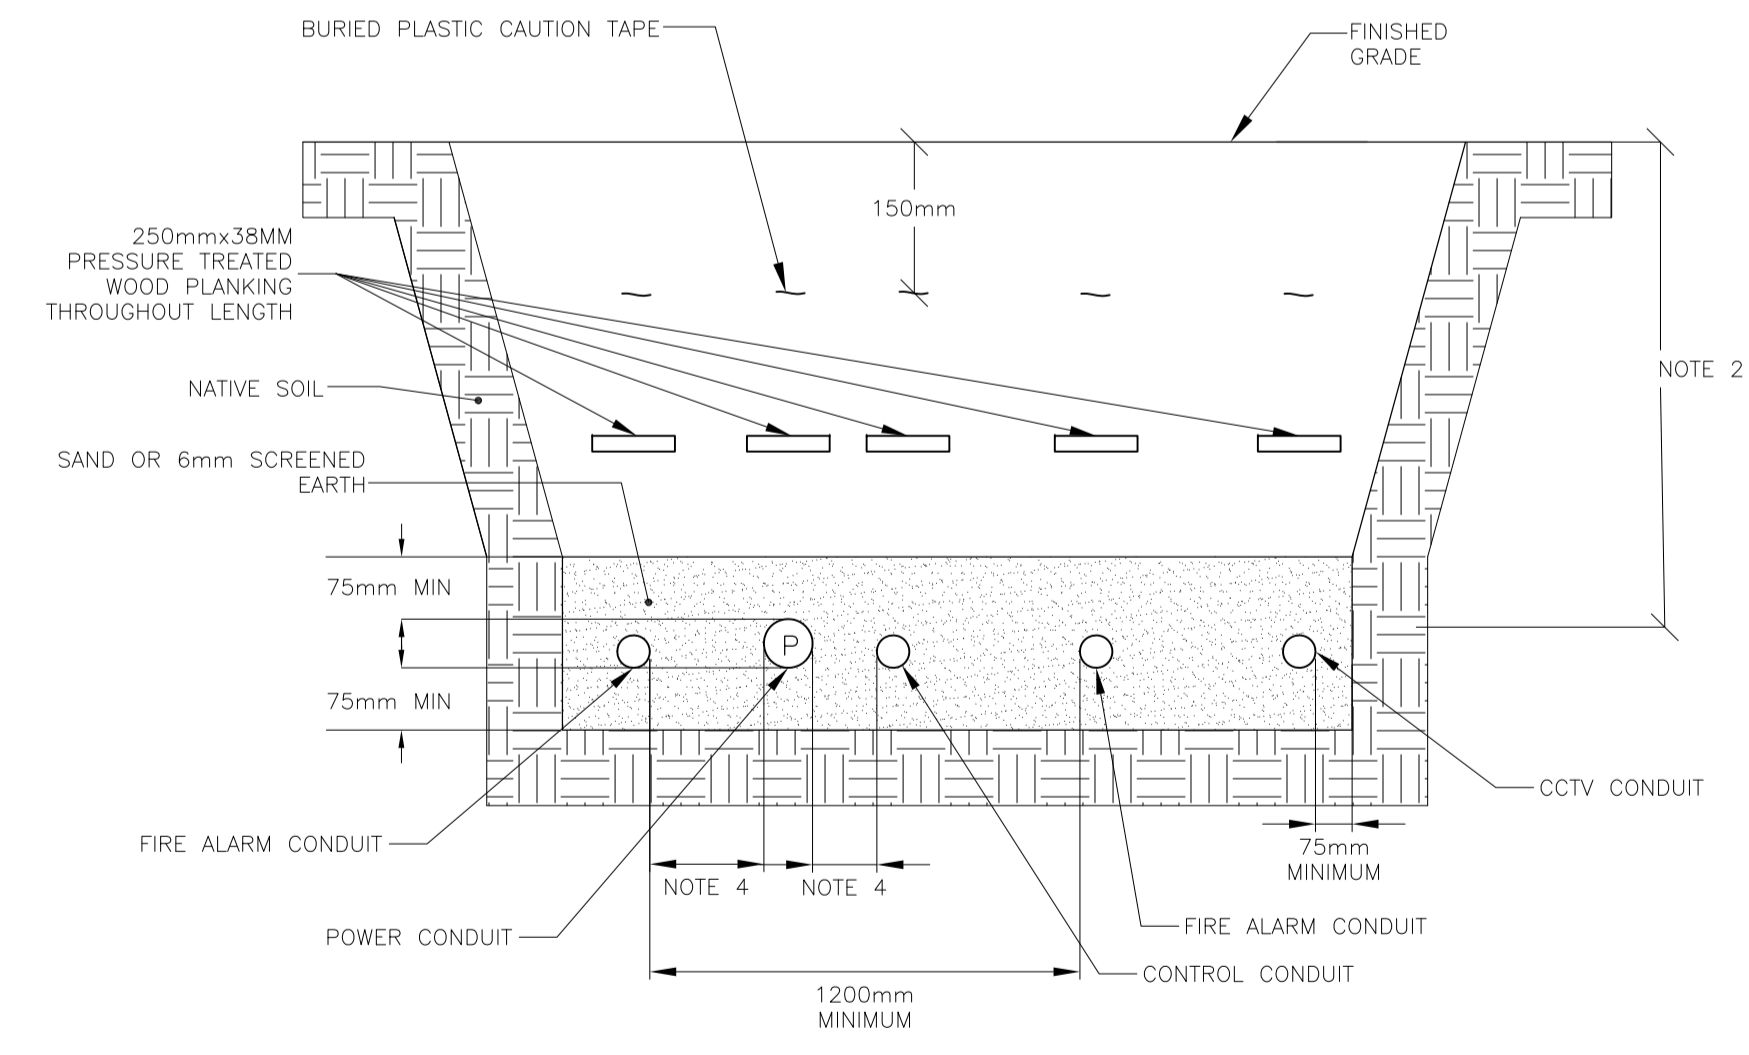 BURIED PLASTIC CAUTION TAPE
FINISHED
GRADE
150mm
250mmx38MM
PRESSURE TREATED
WOOD PLANKING
THROUGHOUT LENGTH
NOTE 2
NATIVE SOIL
SAND OR 6mm SCREENED
EARTH
75mm MIN
P
75mm MIN
CCTV CONDUIT
FIRE ALARM CONDUIT
75mm
MINIMUM
NOTE 4
NOTE 4
FIRE ALARM CONDUIT
POWER CONDUIT
CONTROL CONDUIT
1200mm
MINIMUM